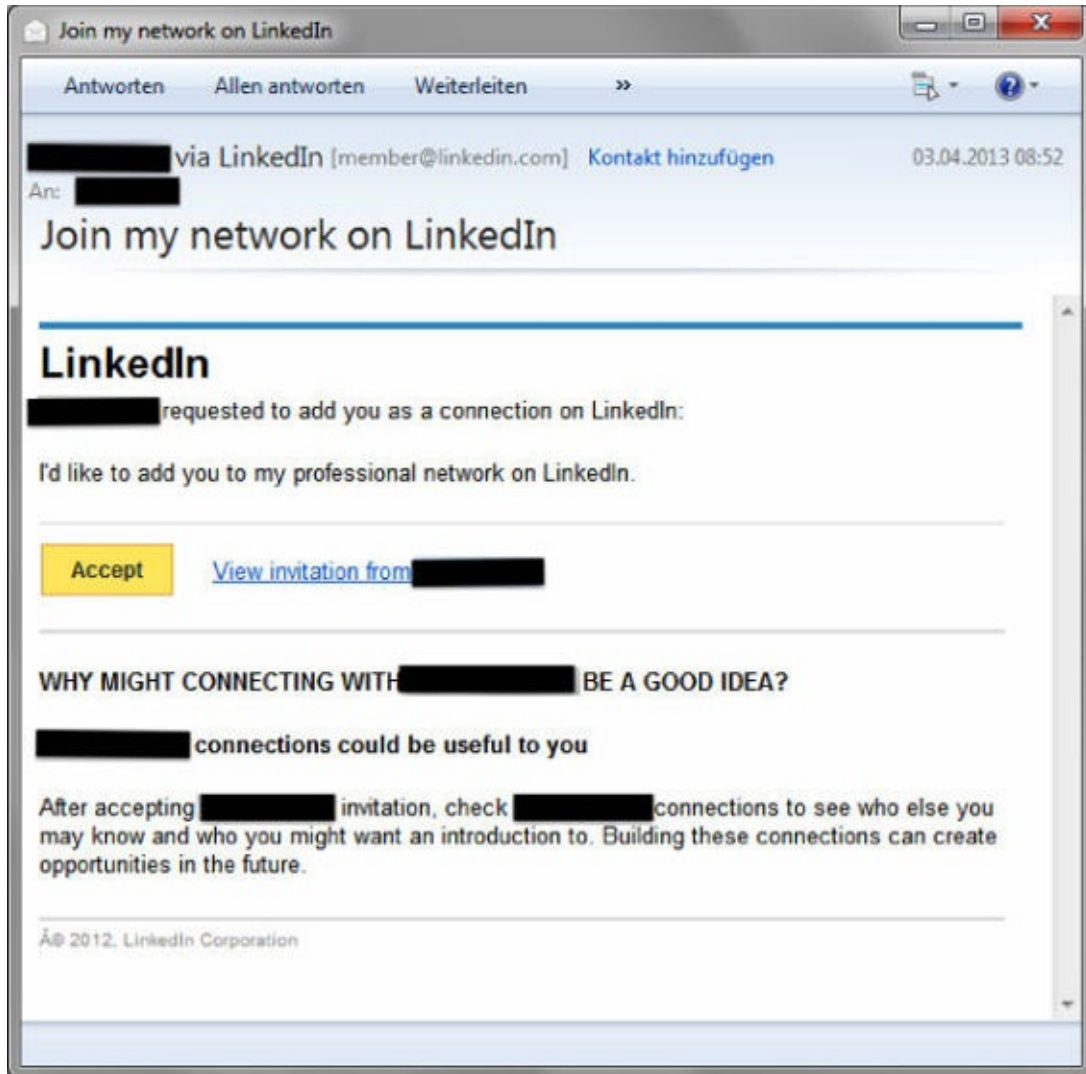 Join my network on LinkedIn
Antworten Allen antworten Weiterleiten »
via LinkedIn [member@linkedin.com] Kontakt hinzufügen 03.04.2013 08:52
An:
Join my network on LinkedIn
LinkedIn
requested to add you as a connection on LinkedIn:
I'd like to add you to my professional network on LinkedIn.
Accept View invitation from
WHY MIGHT CONNECTING WITH BE A GOOD IDEA?
connections could be useful to you
After accepting invitation, check connections to see who else you
may know and who you might want an introduction to. Building these connections can create
opportunities in the future.
© 2012, LinkedIn Corporation